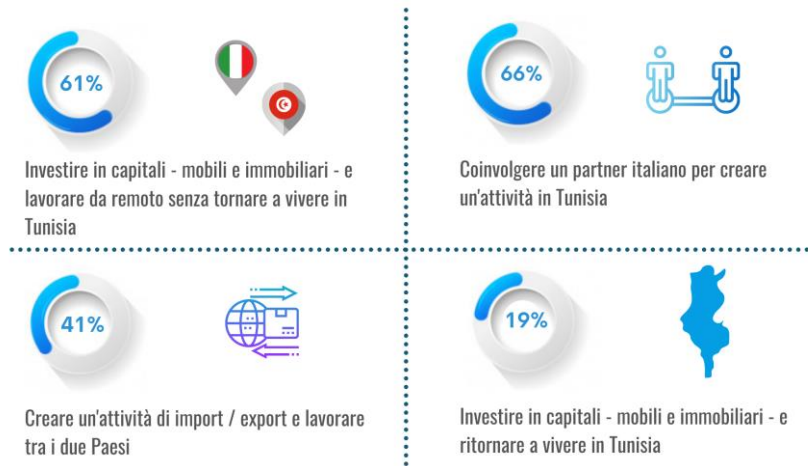 61%
Investire in capitali - mobili e immobiliari - e
lavorare da remoto senza tornare a vivere in
Tunisia
66%
Coinvolgere un partner italiano per creare
un'attività in Tunisia
41%
Creare un'attività di import / export e lavorare
tra i due Paesi
19%
Investire in capitali - mobili e immobiliari - e
ritornare a vivere in Tunisia